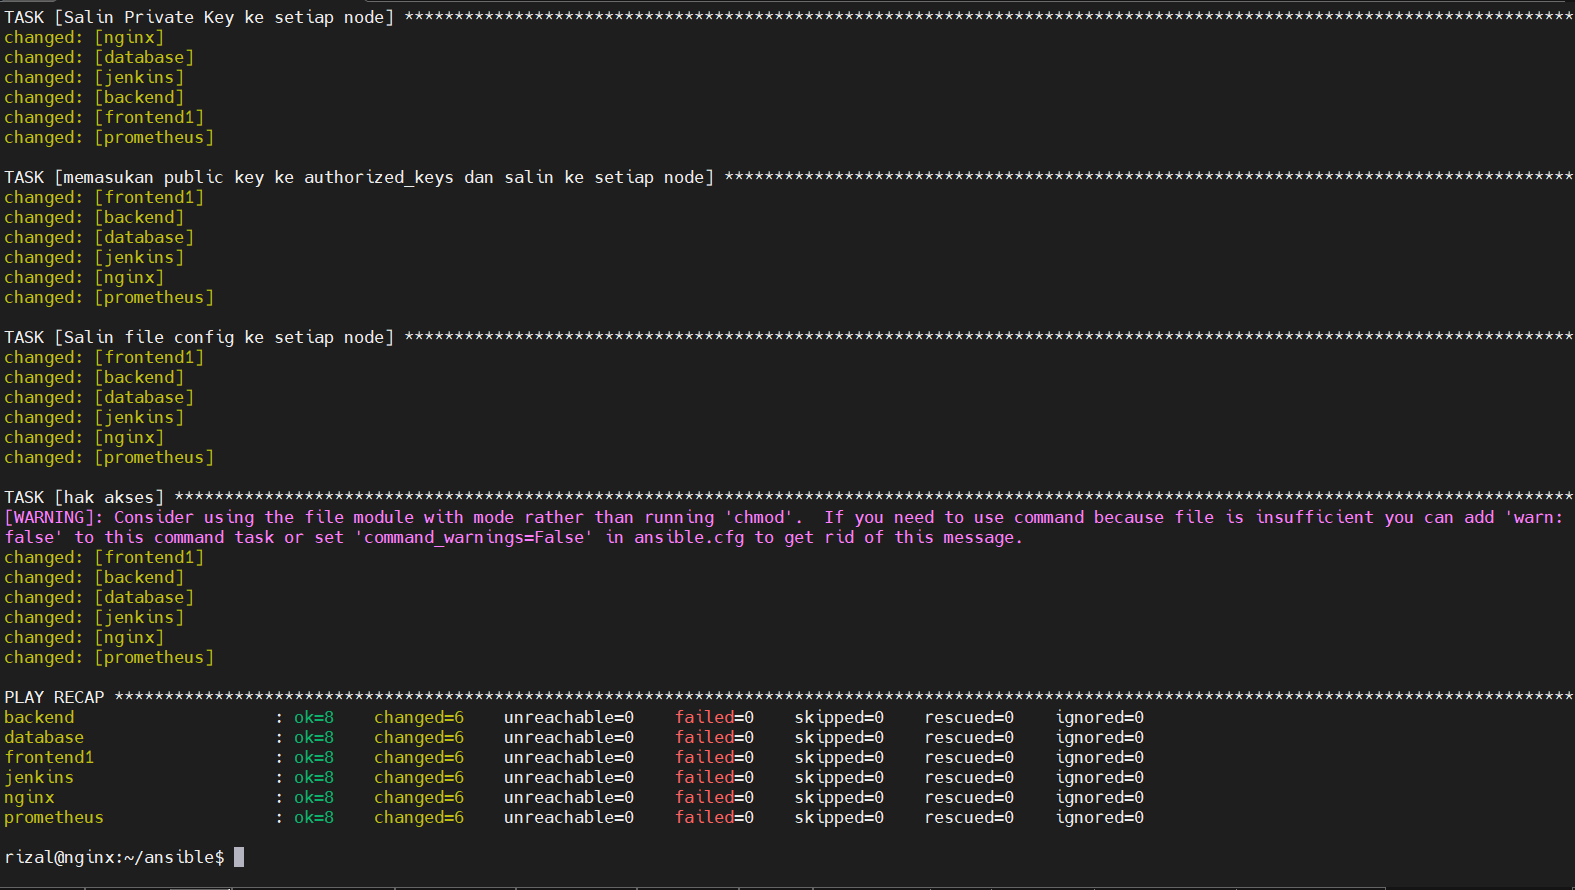 TASK [Salin Private Key ke setiap node] *********************************************************************************************************************
changed: [nginx]
changed: [database]
changed: [jenkins]
changed: [backend]
changed: [frontend1]
changed: [prometheus]
TASK [memasukan public key ke authorized_keys dan salin ke setiap node] *************************************************************************************
changed: [frontend1]
changed: [backend]
changed: [database]
changed: [jenkins]
changed: [nginx]
changed: [prometheus]
TASK [Salin file config ke setiap node] *********************************************************************************************************************
changed: [frontend1]
changed: [backend]
changed: [database]
changed: [jenkins]
changed: [nginx]
changed: [prometheus]
TASK [hak akses] ********************************************************************************************************************************************
[WARNING]: Consider using the file module with mode rather than running 'chmod'.  If you need to use command because file is insufficient you can add 'warn:
false' to this command task or set 'command_warnings=False' in ansible.cfg to get rid of this message.
changed: [frontend1]
changed: [backend]
changed: [database]
changed: [jenkins]
changed: [nginx]
changed: [prometheus]
PLAY RECAP **************************************************************************************************************************************************
backend                    : ok=8    changed=6    unreachable=0    failed=0    skipped=0    rescued=0    ignored=0
database                   : ok=8    changed=6    unreachable=0    failed=0    skipped=0    rescued=0    ignored=0
frontend1                  : ok=8    changed=6    unreachable=0    failed=0    skipped=0    rescued=0    ignored=0
jenkins                    : ok=8    changed=6    unreachable=0    failed=0    skipped=0    rescued=0    ignored=0
nginx                      : ok=8    changed=6    unreachable=0    failed=0    skipped=0    rescued=0    ignored=0
prometheus                 : ok=8    changed=6    unreachable=0    failed=0    skipped=0    rescued=0    ignored=0
rizal@nginx:~/ansible$